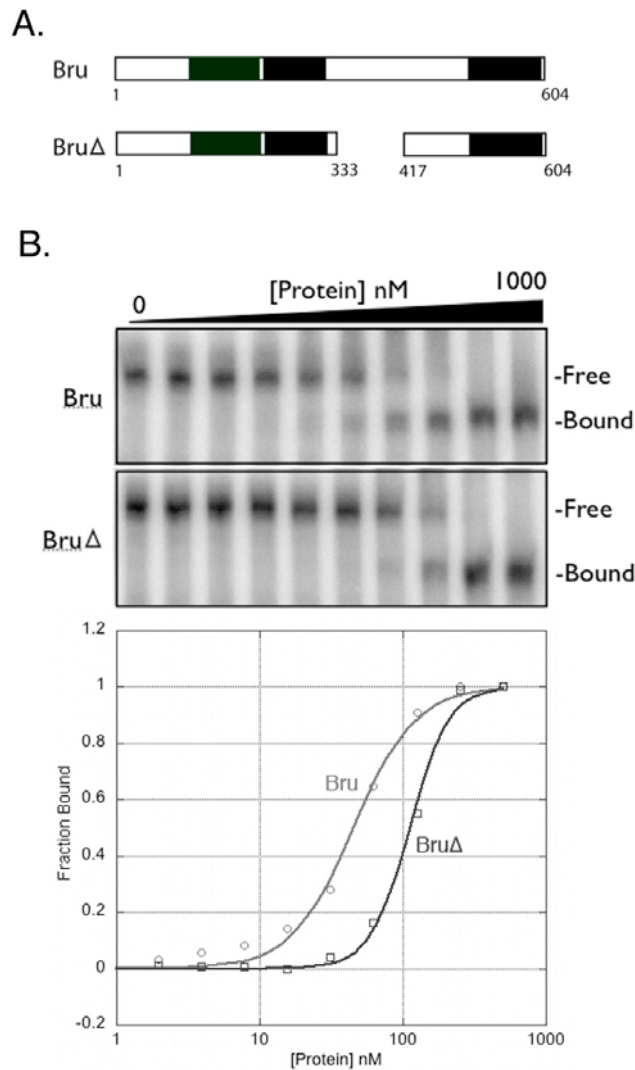 A.
Bru
1 604
BruΔ
1 333 417 604
B.
[Protein] nM
0 1000
Bru
-Free
-Bound
BruΔ
-Free
-Bound
1.2
1
0.8
0.6
0.4
0.2
0
-0.2
Fraction Bound
Bru
BruΔ
1 10 100 1000
[Protein] nM